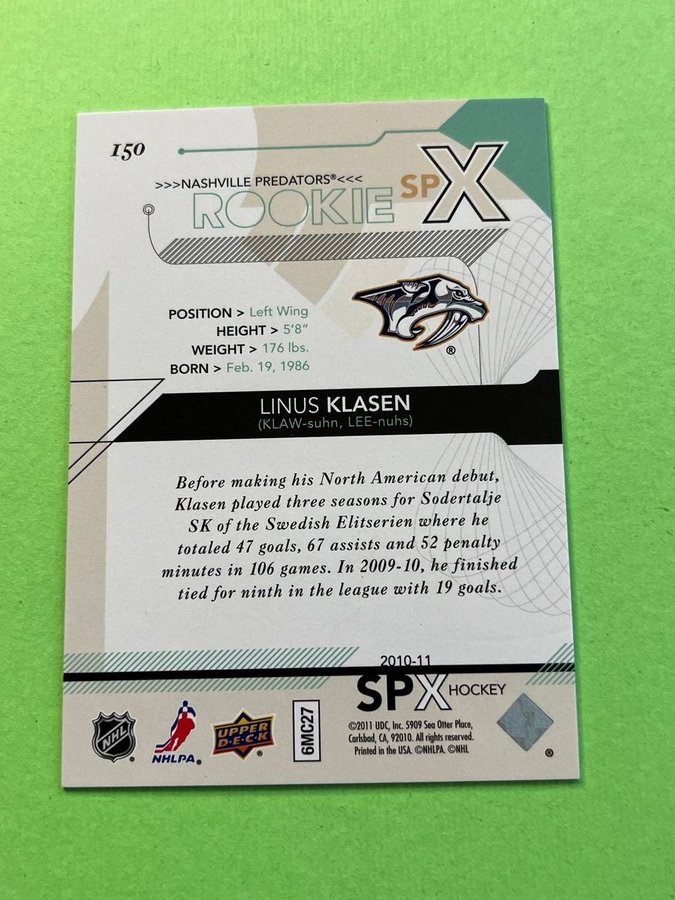 150
>>>NASHVILLE PREDATORS®<<<
ROOKIE
SPX
POSITION > Left Wing
HEIGHT > 5'8"
WEIGHT > 176 lbs.
BORN > Feb. 19, 1986
®
LINUS KLASEN
(KLAW-suhn, LEE-nuhs)
Before making his North American debut,
Klasen played three seasons for Sodertalje
SK of the Swedish Elitserien where he
totaled 47 goals, 67 assists and 52 penalty
minutes in 106 games. In 2009-10, he finished
tied for ninth in the league with 19 goals.
2010-11
SPX HOCKEY
©2011 UDC, Inc. 5909 Sea Otter Place,
Carlsbad, CA, 92010. All rights reserved.
Printed in the USA. ©NHLPA. ©NHL
NHL
NHLPA.
UPPER
DECK
6MC27
®